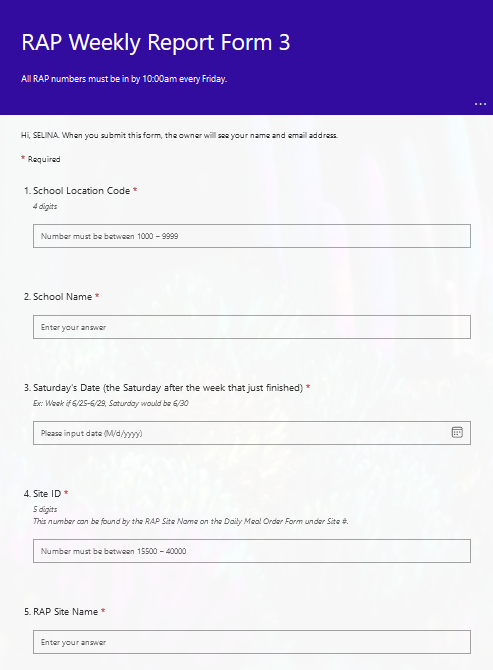 RAP Weekly Report Form 3
All RAP numbers must be in by 10:00am every Friday.
...
Hi, SELINA. When you submit this form, the owner will see your name and email address.
* Required
1. School Location Code *
4 digits
Number must be between 1000 ~ 9999
2. School Name *
Enter your answer
3. Saturday's Date (the Saturday after the week that just finished) *
Ex: Week if 6/25-6/29, Saturday would be 6/30
Please input date (M/d/yyyy)
4. Site ID *
5 digits
This number can be found by the RAP Site Name on the Daily Meal Order Form under Site #.
Number must be between 15500 ~ 40000
5. RAP Site Name *
Enter your answer